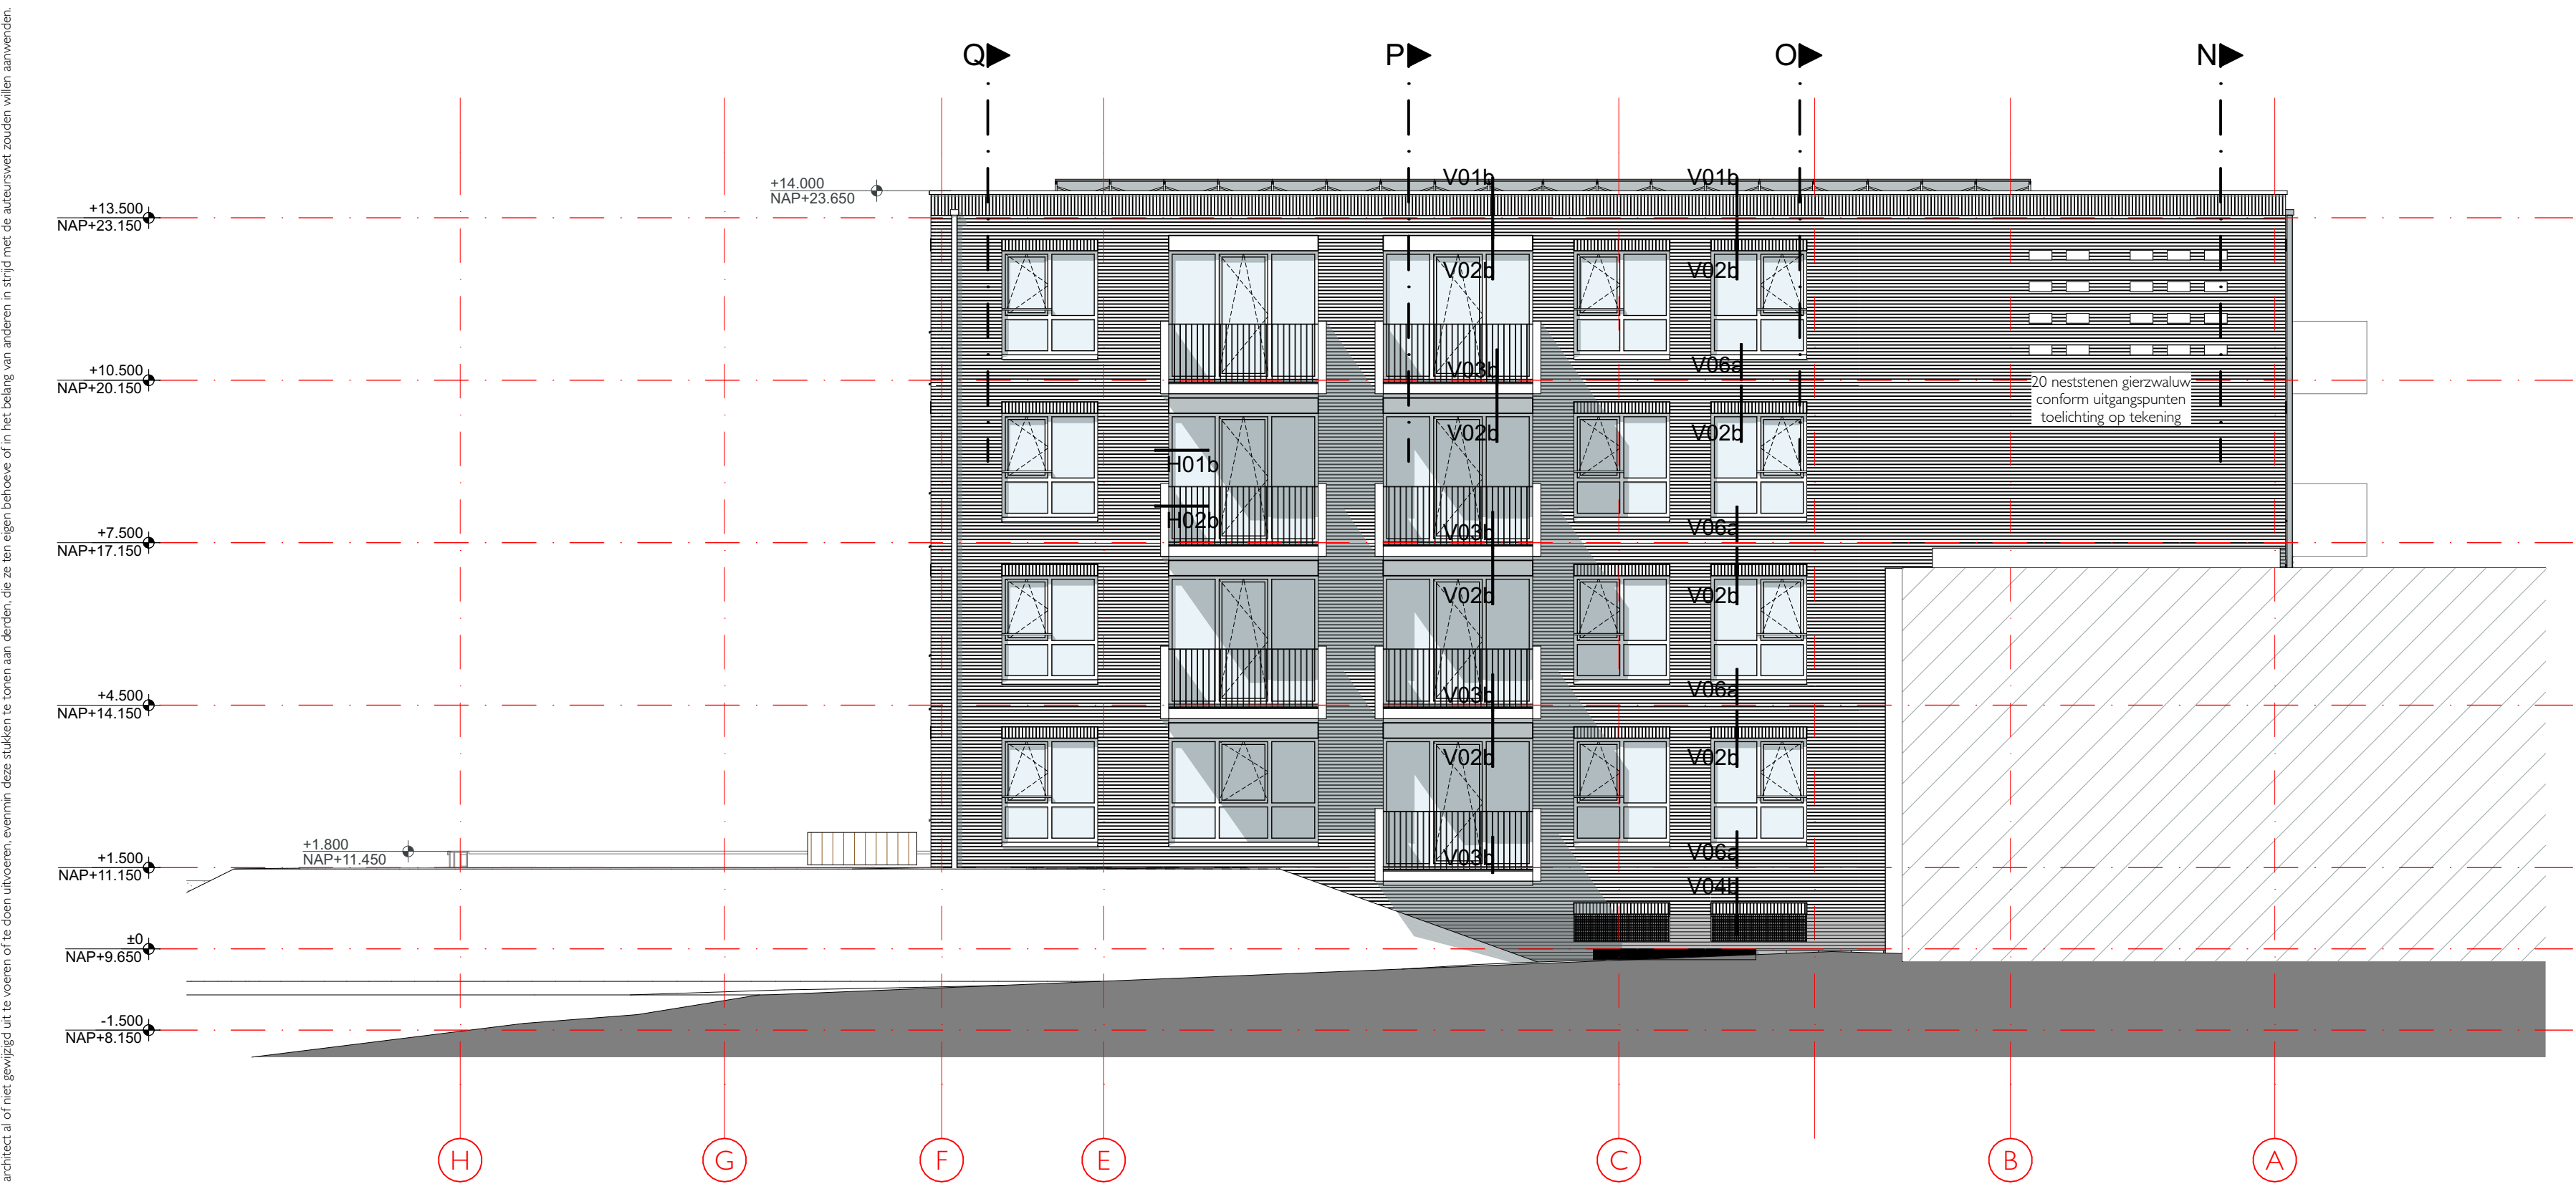 architect al of niet gewijzigd uit te voeren of te doen uitvoeren, evenmin deze stukken te tonen aan derden, die ze ten eigen behoeve of in het belang van anderen in strijd met de auteurswet zouden willen aanwenden.
Q P O N
+14.000
NAP+23.650
V01b V01b
+13.500
NAP+23.150
V02b V02b
+10.500
NAP+20.150
V03b V06a
20 neststenen gierzwaluw
conform uitgangspunten
toelichting op tekening
V02b V02b
H01b
H02b
+7.500
NAP+17.150
V03b V06a
V02b V02b
+4.500
NAP+14.150
V03b V06a
V02b V02b
+1.800
NAP+11.450
+1.500
NAP+11.150
V03b V06a
V04b
±0
NAP+9.650
-1.500
NAP+8.150
H G F E C B A